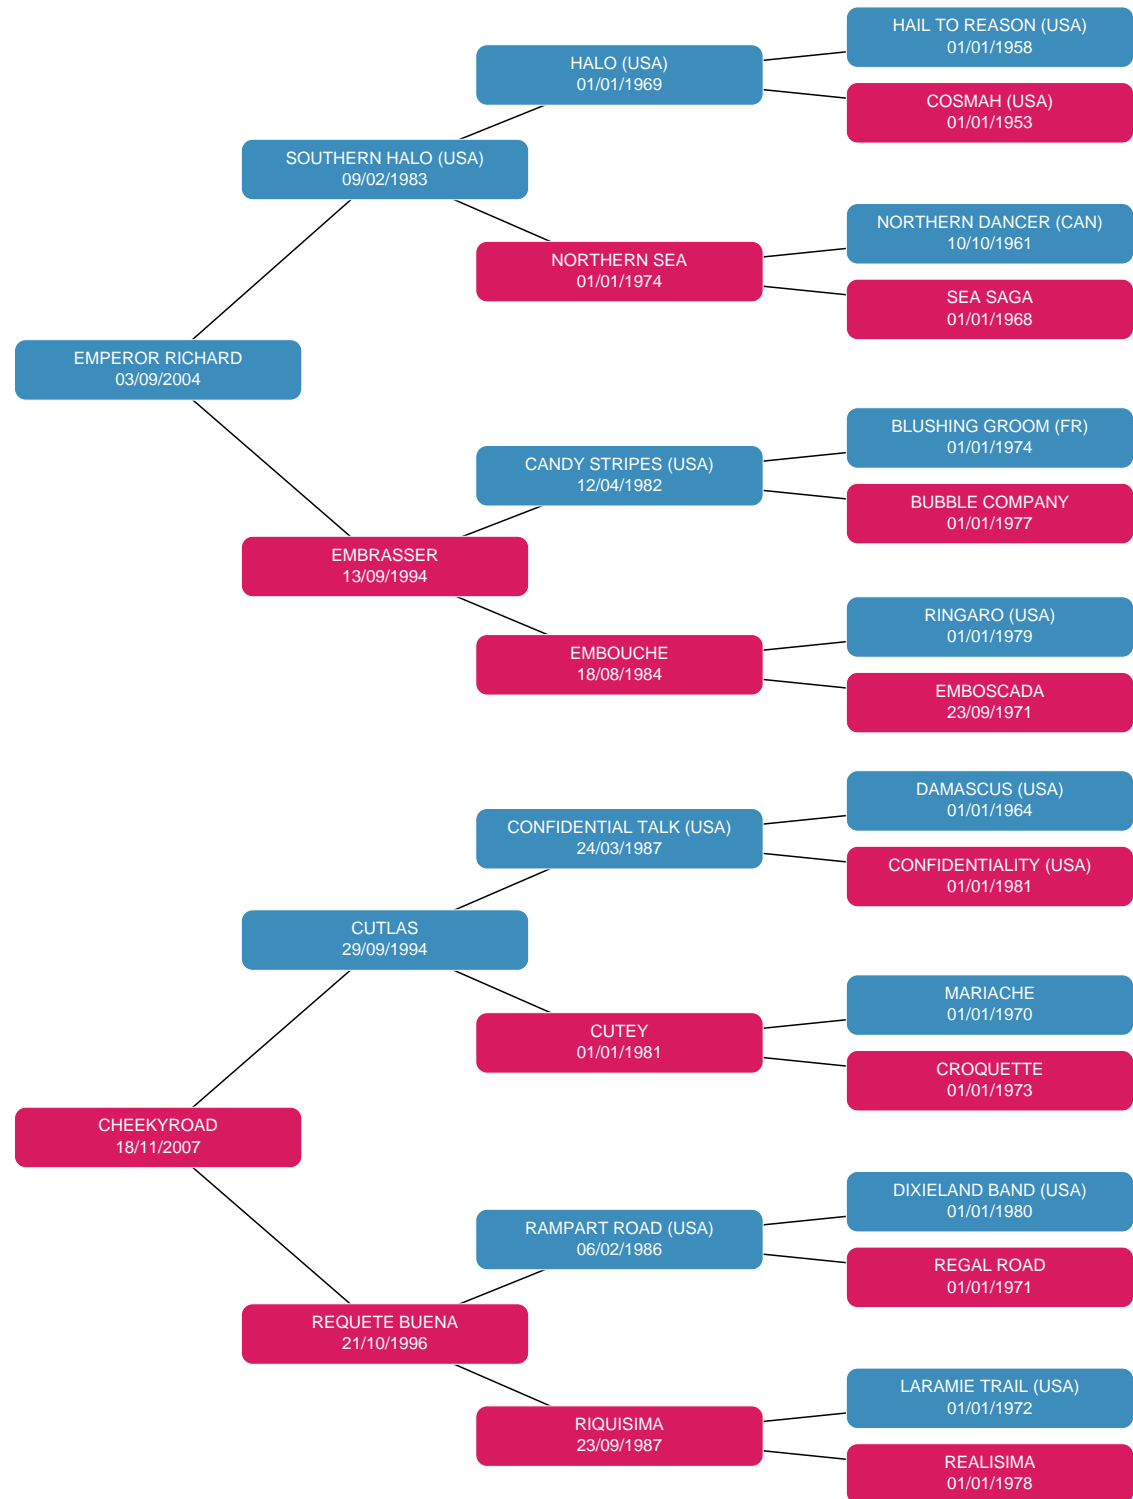 HAIL TO REASON (USA)
01/01/1958
HALO (USA)
01/01/1969
COSMAH (USA)
01/01/1953
SOUTHERN HALO (USA)
09/02/1983
NORTHERN DANCER (CAN)
10/10/1961
NORTHERN SEA
01/01/1974
SEA SAGA
01/01/1968
EMPEROR RICHARD
03/09/2004
BLUSHING GROOM (FR)
01/01/1974
CANDY STRIPES (USA)
12/04/1982
BUBBLE COMPANY
01/01/1977
EMBRASSER
13/09/1994
RINGARO (USA)
01/01/1979
EMBOUCHE
18/08/1984
EMBOSCADA
23/09/1971
DAMASCUS (USA)
01/01/1964
CONFIDENTIAL TALK (USA)
24/03/1987
CONFIDENTIALITY (USA)
01/01/1981
CUTLAS
29/09/1994
MARIACHE
01/01/1970
CUTEY
01/01/1981
CROQUETTE
01/01/1973
CHEEKYROAD
18/11/2007
DIXIELAND BAND (USA)
01/01/1980
RAMPART ROAD (USA)
06/02/1986
REGAL ROAD
01/01/1971
REQUETE BUENA
21/10/1996
LARAMIE TRAIL (USA)
01/01/1972
RIQUISIMA
23/09/1987
REALISIMA
01/01/1978